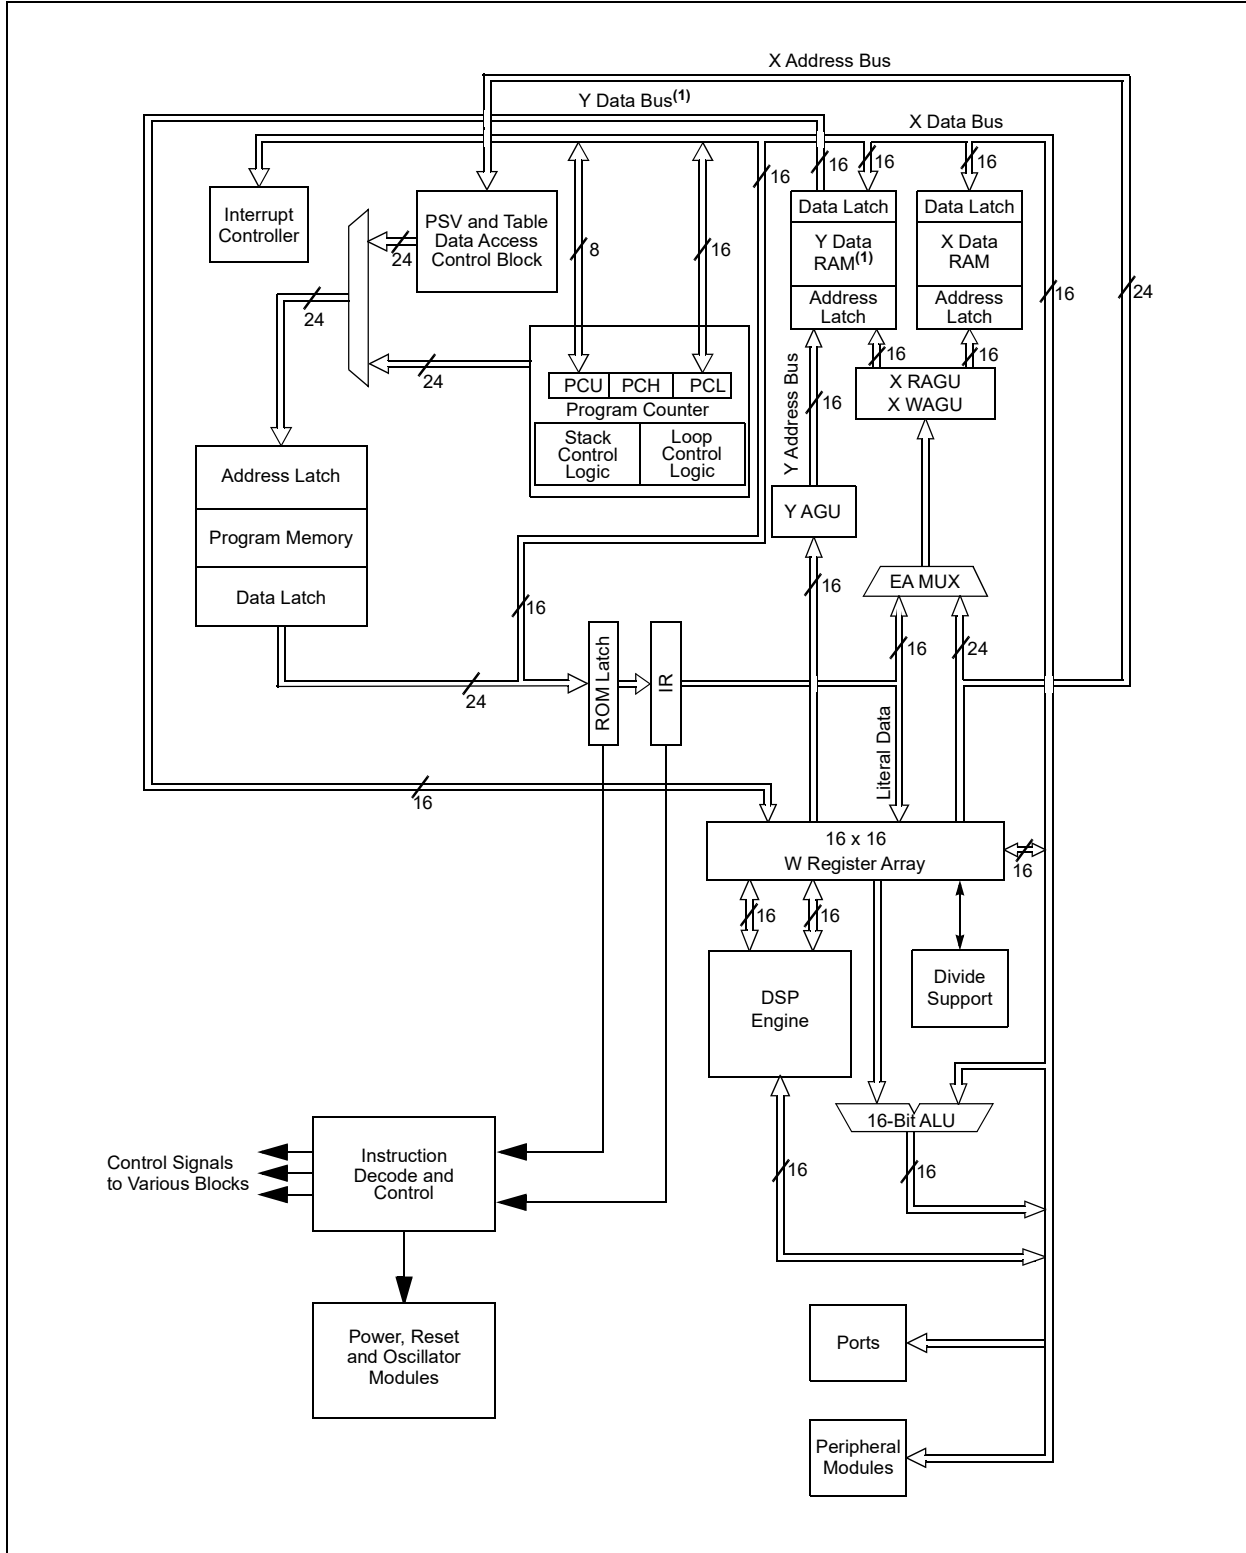 X Address Bus
Y Data Bus(1)
X Data Bus
16
16
16
16
Interrupt
Controller
PSV and Table
Data Access
Control Block
24
8
16
Data Latch
Y Data
RAM(1)
Address
Latch
Data Latch
X Data
RAM
Address
Latch
16
24
24
24
16
16
X RAGU
X WAGU
PCU
PCH
PCL
Program Counter
Stack
Control
Logic
Loop
Control
Logic
Y Address Bus
16
Address Latch
Program Memory
Data Latch
Y AGU
16
EA MUX
16
16
24
24
ROM Latch
IR
Literal Data
16
16 x 16
W Register Array
16
16
16
DSP
Engine
Divide
Support
16-Bit ALU
16
16
Control Signals
to Various Blocks
Instruction
Decode and
Control
Power, Reset
and Oscillator
Modules
Ports
Peripheral
Modules